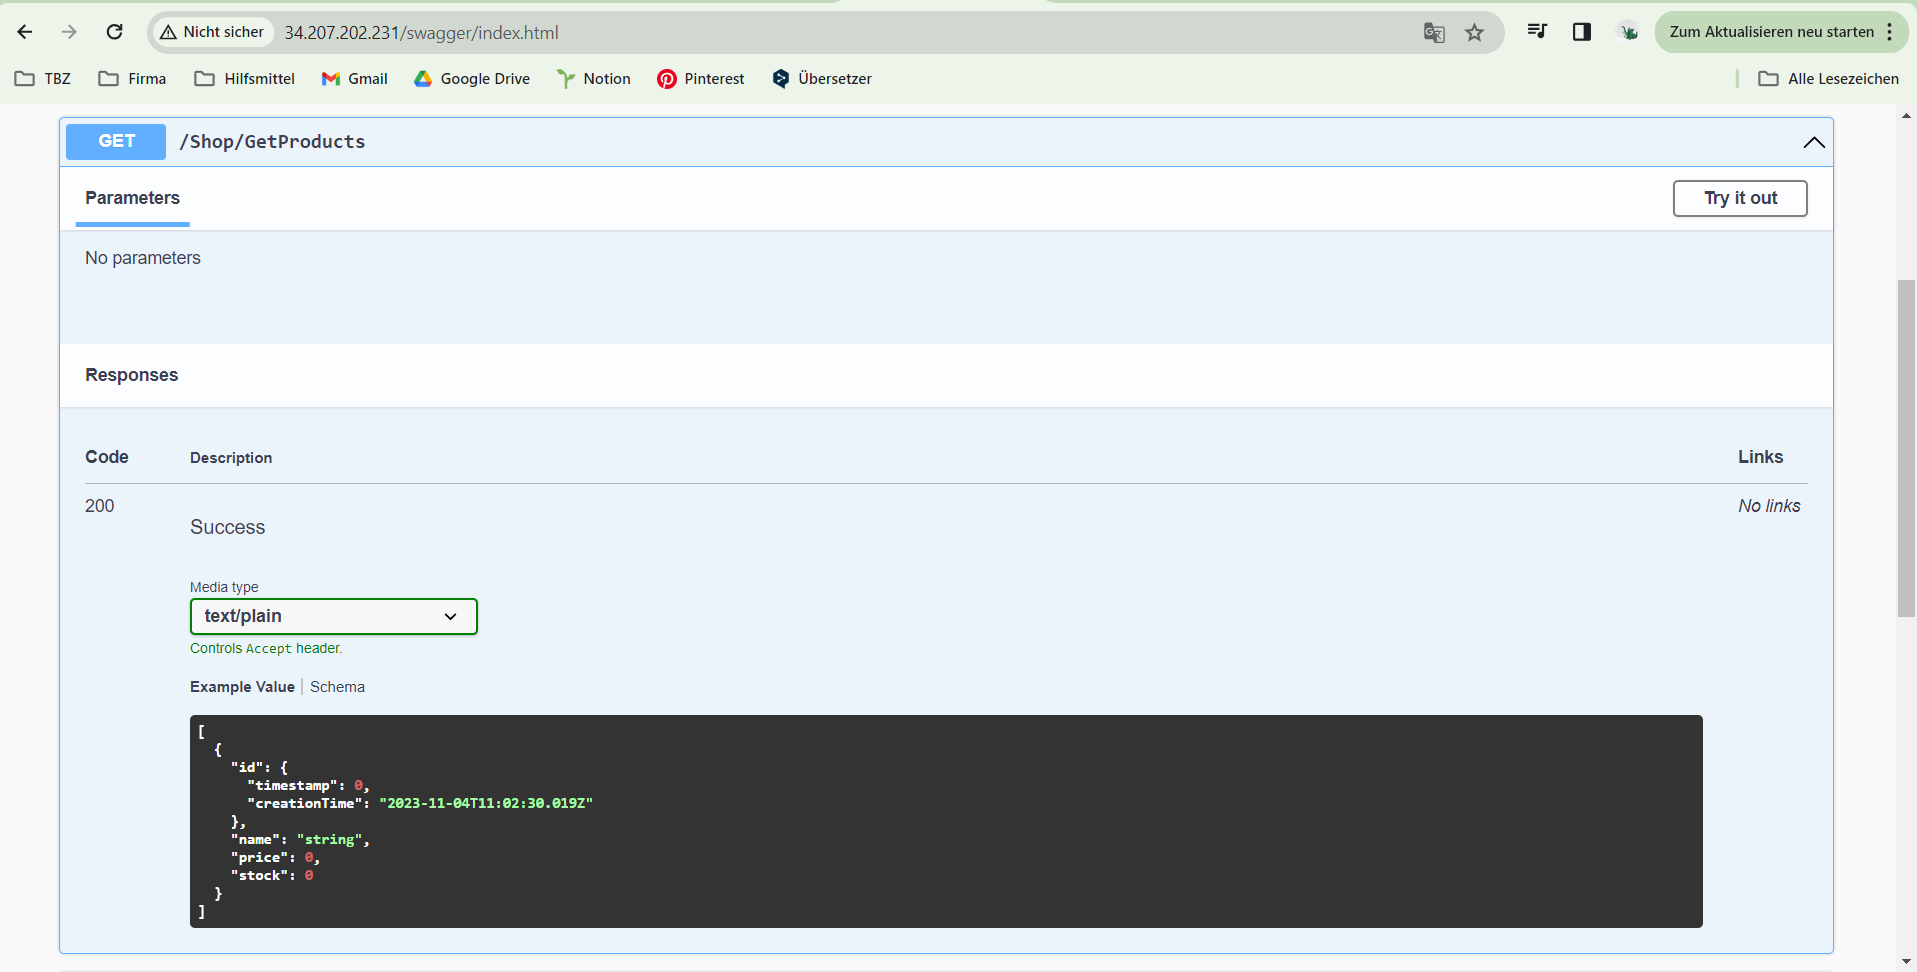 Nicht sicher 34.207.202.231/swagger/index.html Zum Aktualisieren neu starten
TBZ Firma Hilfsmittel Gmail Google Drive Notion Pinterest Übersetzer Alle Lesezeichen
GET /Shop/GetProducts
Parameters Try it out
No parameters
Responses
Code Description Links
200 No links
Success
Media type
text/plain
Controls Accept header.
Example Value | Schema
[
  {
    "id": {
      "timestamp": 0,
      "creationTime": "2023-11-04T11:02:30.019Z"
    },
    "name": "string",
    "price": 0,
    "stock": 0
  }
]